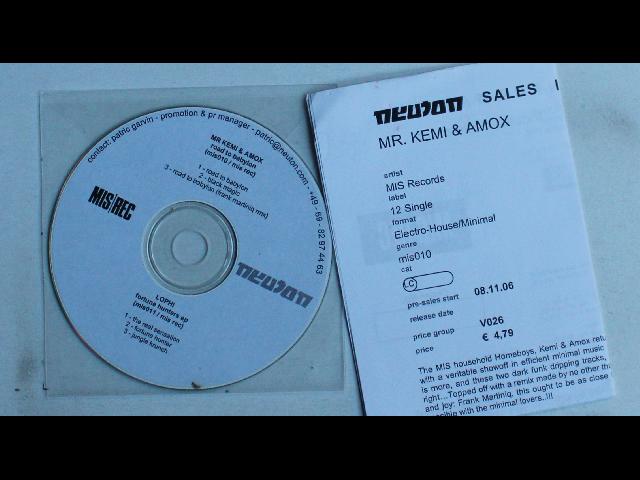 contact: patric garvin - promotion & pr manager - patric@neuton.com - +49 - 69 - 82 97 44 63
MR KEMI & AMOX
road to babylon
(mis010 / mis rec)
1 - road to babylon
2 - black magic
3 - road to babylon (frank martiniq rmx)
MIS|REC
neuton
LOPHI
fortune hunters ep
(mis011 / mis rec)
1 - the real sensation
2 - fortune hunter
3 - jungle krunch
neuton SALES
MR. KEMI & AMOX
artist
MIS Records
label
12 Single
format
Electro-House/Minimal
genre
mis010
cat
LC
pre-sales start 08.11.06
release date
price group V026
price € 4,79
The MIS household Homeboys, Kemi & Amox retu
with a veritable showoff in efficient minimal music
is more, and these two dark funk dripping tracks,
right...Topped off with a remix made by no other tha
and joy: Frank Martiniq, this ought to be as close
with the minimal lovers..!!!